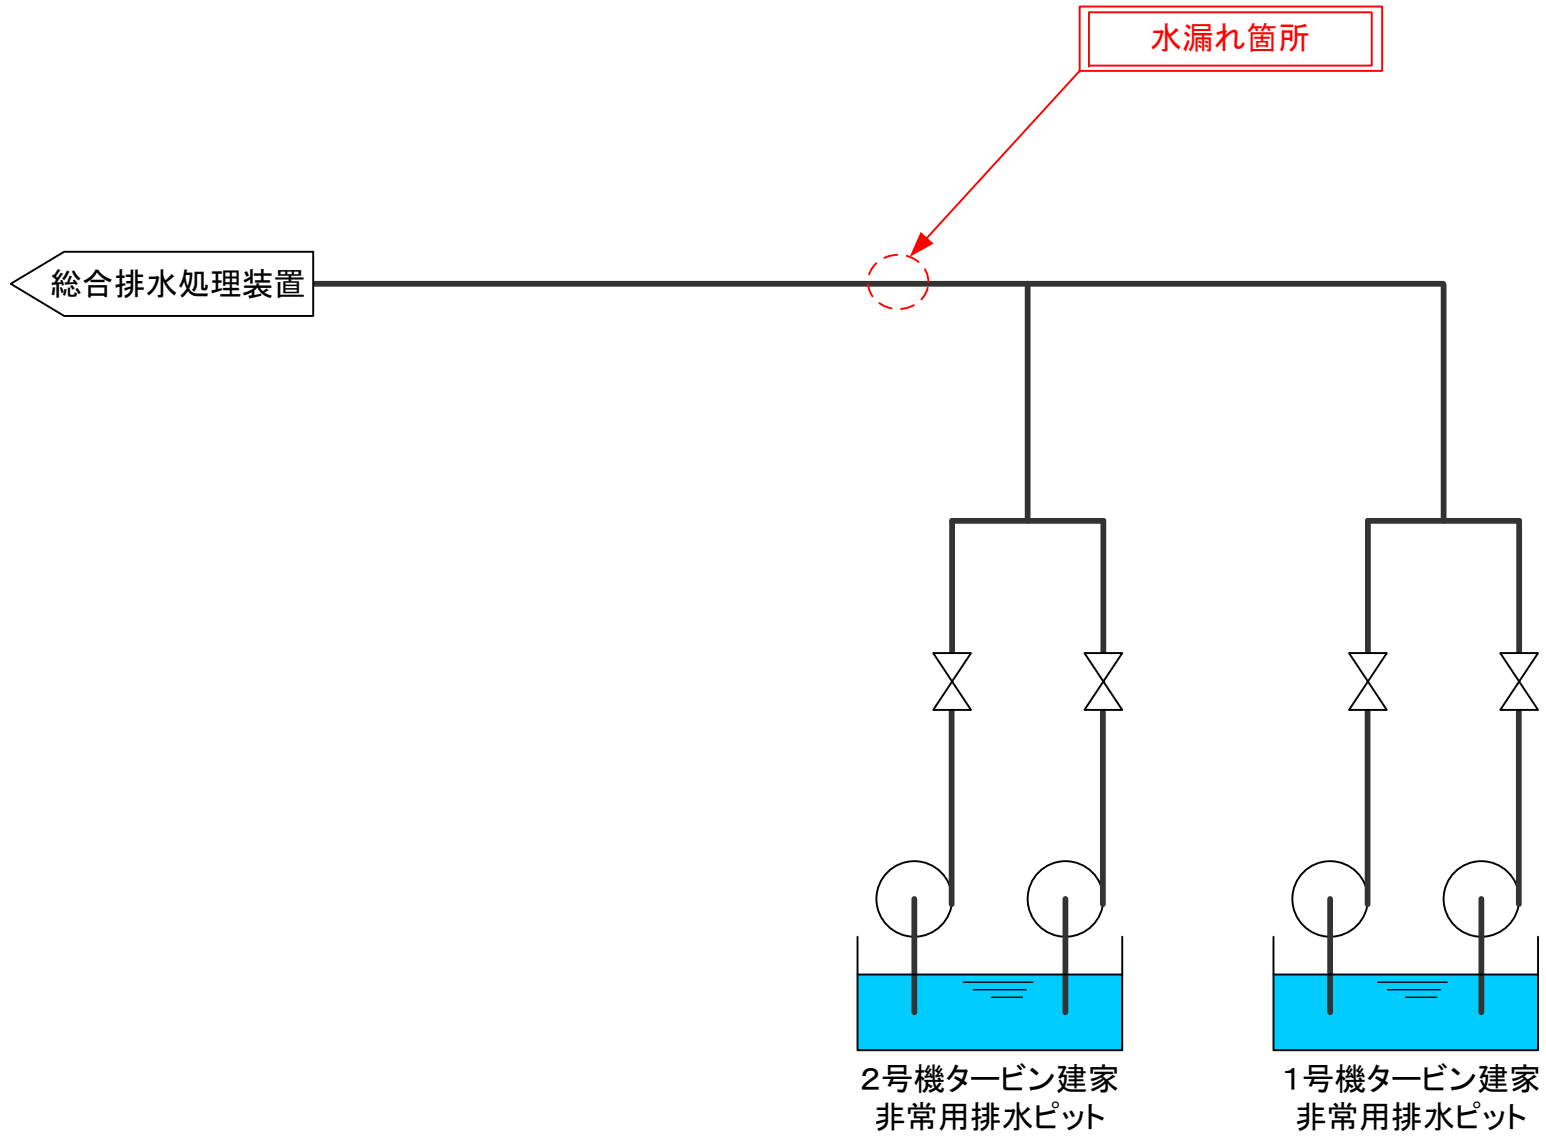 水漏れ箇所
総合排水処理装置
２号機タービン建家
非常用排水ピット
１号機タービン建家
非常用排水ピット